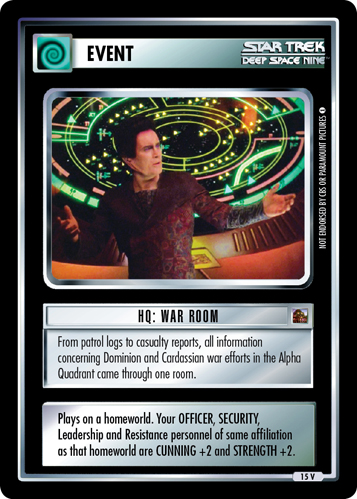 EVENT
STAR TREK
DEEP SPACE NINE
NOT ENDORSED BY CBS OR PARAMOUNT PICTURES
HQ: WAR ROOM
From patrol logs to casualty reports, all information
concerning Dominion and Cardassian war efforts in the Alpha
Quadrant came through one room.
Plays on a homeworld. Your OFFICER, SECURITY,
Leadership and Resistance personnel of same affiliation
as that homeworld are CUNNING +2 and STRENGTH +2.
15 V